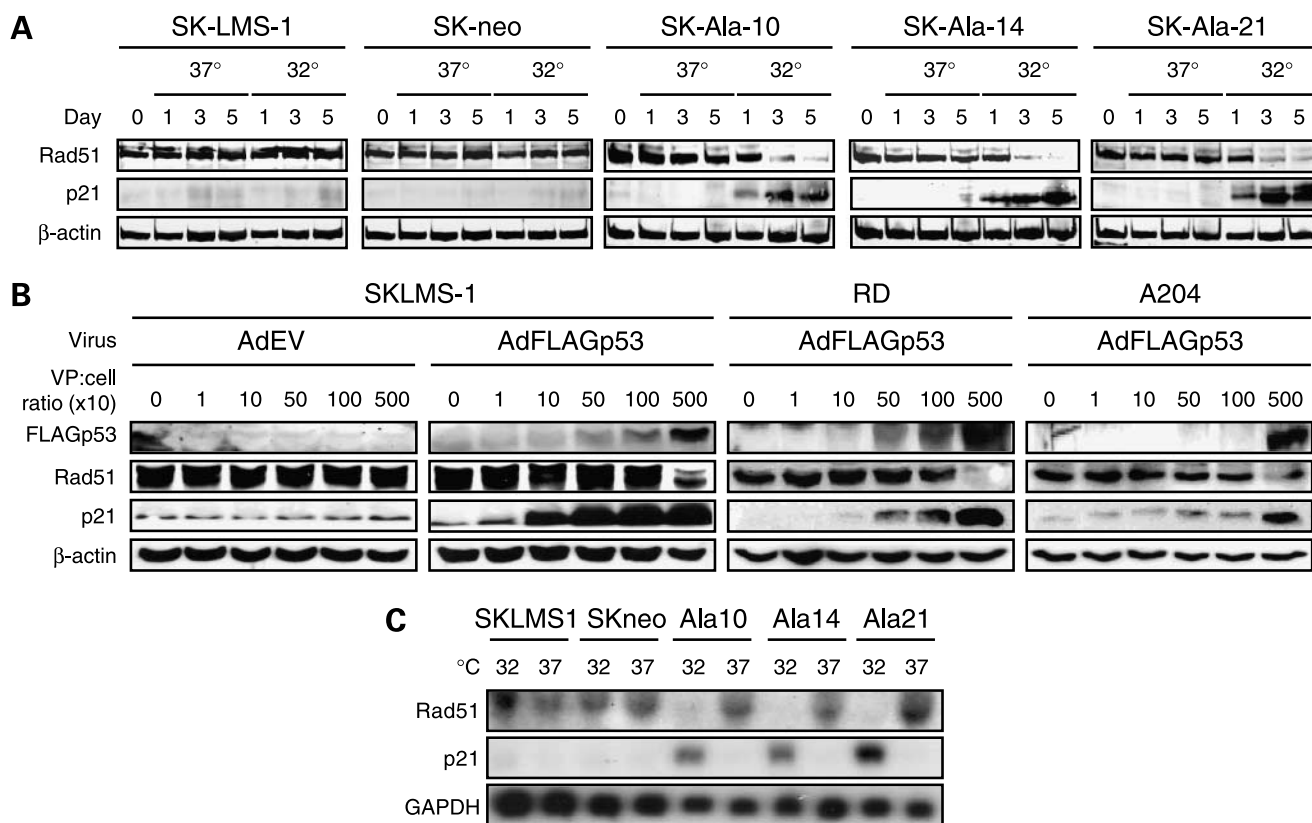 A
SK-LMS-1 SK-neo SK-Ala-10 SK-Ala-14 SK-Ala-21
37° 32° 37° 32° 37° 32° 37° 32° 37° 32°
Day 0 1 3 5 1 3 5 0 1 3 5 1 3 5 0 1 3 5 1 3 5 0 1 3 5 1 3 5 0 1 3 5 1 3 5
Rad51
p21
β-actin
B
SKLMS-1 RD A204
Virus AdEV AdFLAGp53 AdFLAGp53 AdFLAGp53
VP:cell
ratio (x10) 0 1 10 50 100 500 0 1 10 50 100 500 0 1 10 50 100 500 0 1 10 50 100 500
FLAGp53
Rad51
p21
β-actin
C
SKLMS1 SKneo Ala10 Ala14 Ala21
°C 32 37 32 37 32 37 32 37 32 37
Rad51
p21
GAPDH